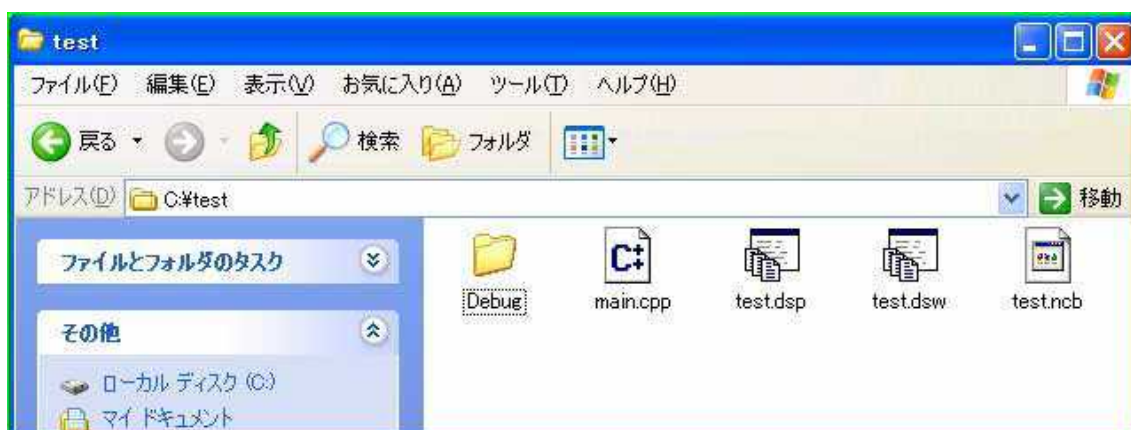 test
ファイル(F) 編集(E) 表示(V) お気に入り(A) ツール(T) ヘルプ(H)
戻る 検索 フォルダ
アドレス(D) C:¥test 移動
ファイルとフォルダのタスク
Debug main.cpp test.dsp test.dsw test.ncb
その他
ローカル ディスク (C:)
マイ ドキュメント